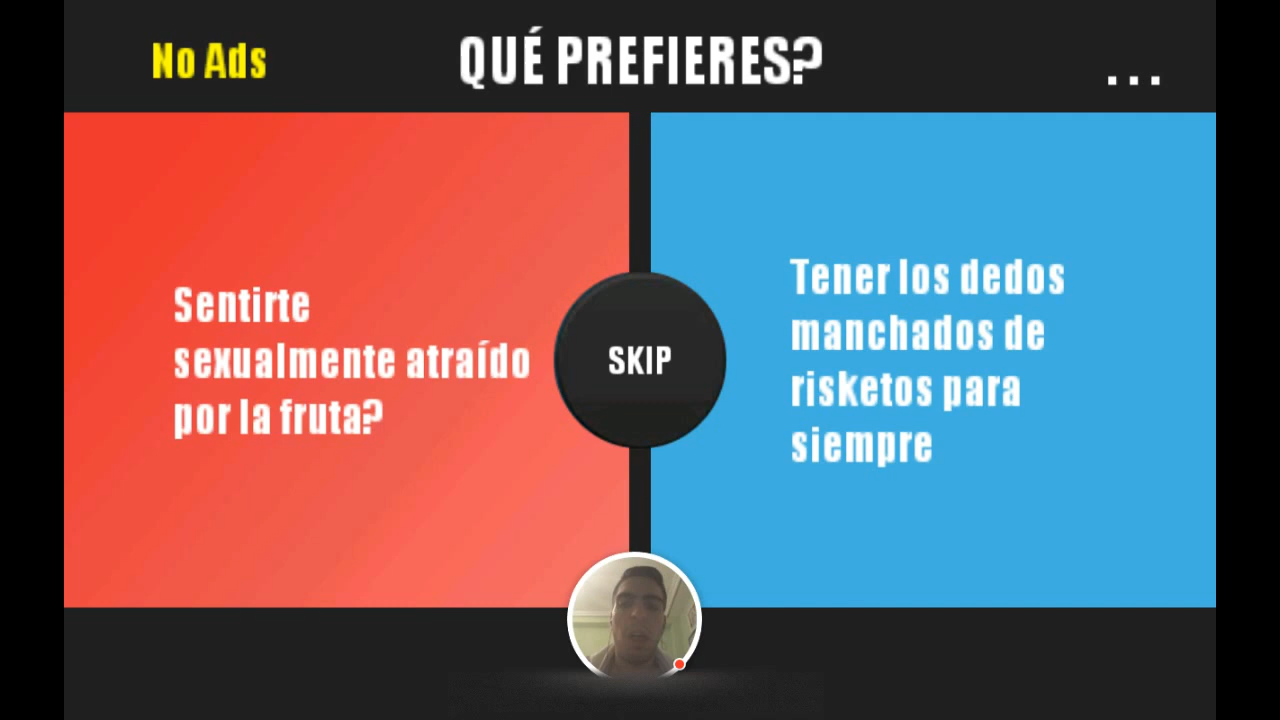 No Ads
QUÉ PREFIERES?
...
Sentirte
sexualmente atraído
por la fruta?
SKIP
Tener los dedos
manchados de
risketos para
siempre